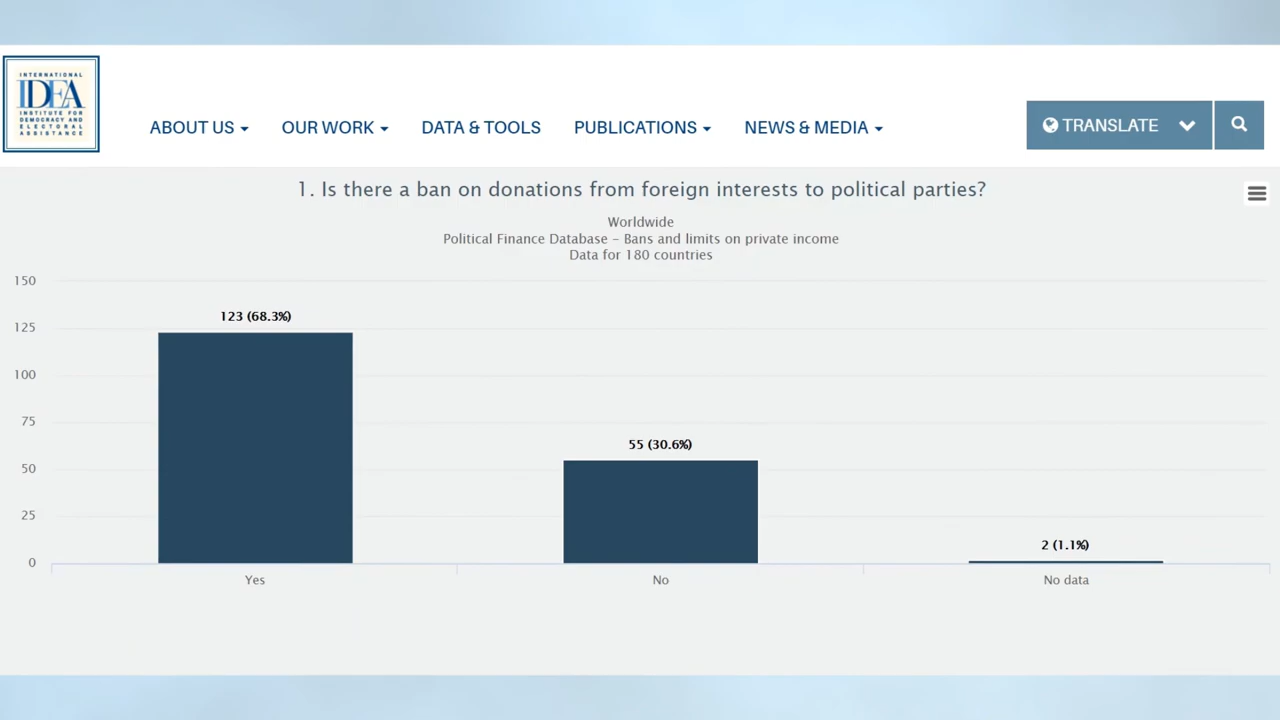 INTERNATIONAL
IDEA
INSTITUTE FOR
DEMOCRACY AND
ELECTORAL
ASSISTANCE
ABOUT US
OUR WORK
DATA & TOOLS
PUBLICATIONS
NEWS & MEDIA
TRANSLATE
1. Is there a ban on donations from foreign interests to political parties?
Worldwide
Political Finance Database – Bans and limits on private income
Data for 180 countries
150
125
100
75
50
25
0
123 (68.3%)
55 (30.6%)
2 (1.1%)
Yes
No
No data